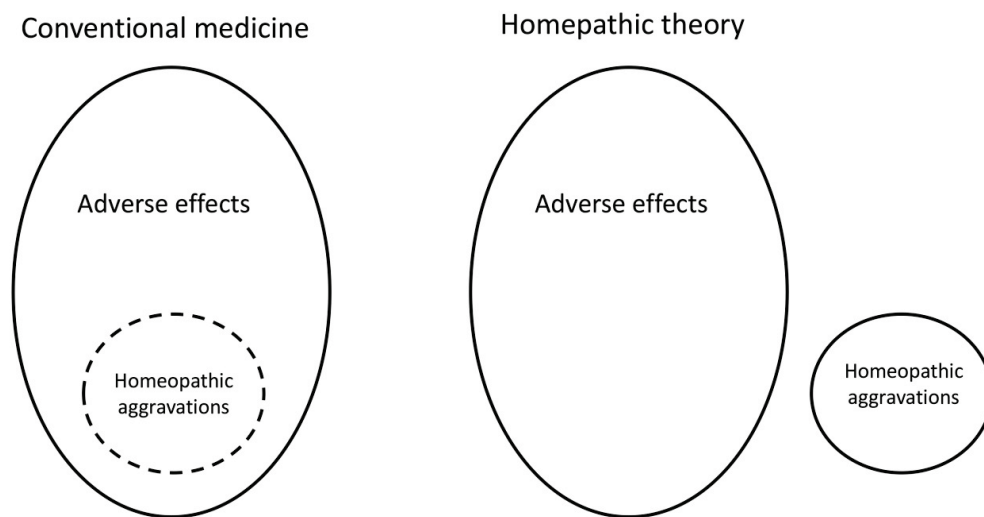 Conventional medicine
Homepathic theory
Adverse effects
Adverse effects
Homeopathic
aggravations
Homeopathic
aggravations